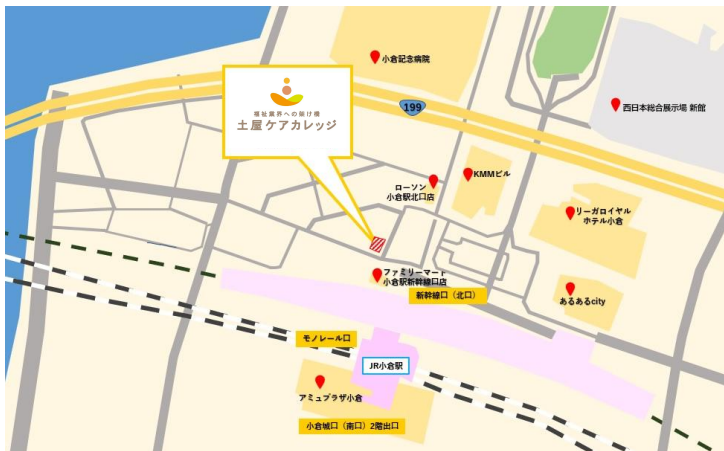 小倉記念病院
199
西日本総合展示場 新館
福祉業界への架け橋
土屋ケアカレッジ
KMMビル
ローソン
小倉駅北口店
リーガロイヤル
ホテル小倉
ファミリーマート
小倉駅新幹線口店
新幹線口（北口）
あるあるcity
モノレール口
JR小倉駅
アミュプラザ小倉
小倉城口（南口）2階出口